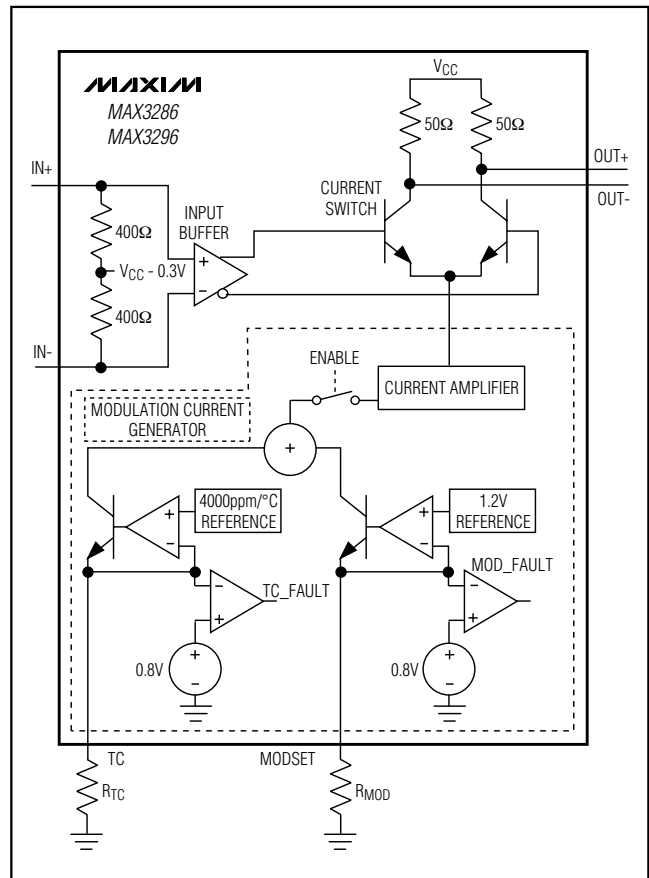 VCC
MAXIM
MAX3286
MAX3296
50Ω
50Ω
IN+
OUT+
OUT-
CURRENT
SWITCH
INPUT
BUFFER
400Ω
+
VCC - 0.3V
-
400Ω
IN-
ENABLE
CURRENT AMPLIFIER
MODULATION CURRENT
GENERATOR
+
4000ppm/°C
REFERENCE
+
-
1.2V
REFERENCE
+
-
TC_FAULT
-
+
MOD_FAULT
-
+
0.8V
+
-
0.8V
+
-
TC
MODSET
RTC
RMOD